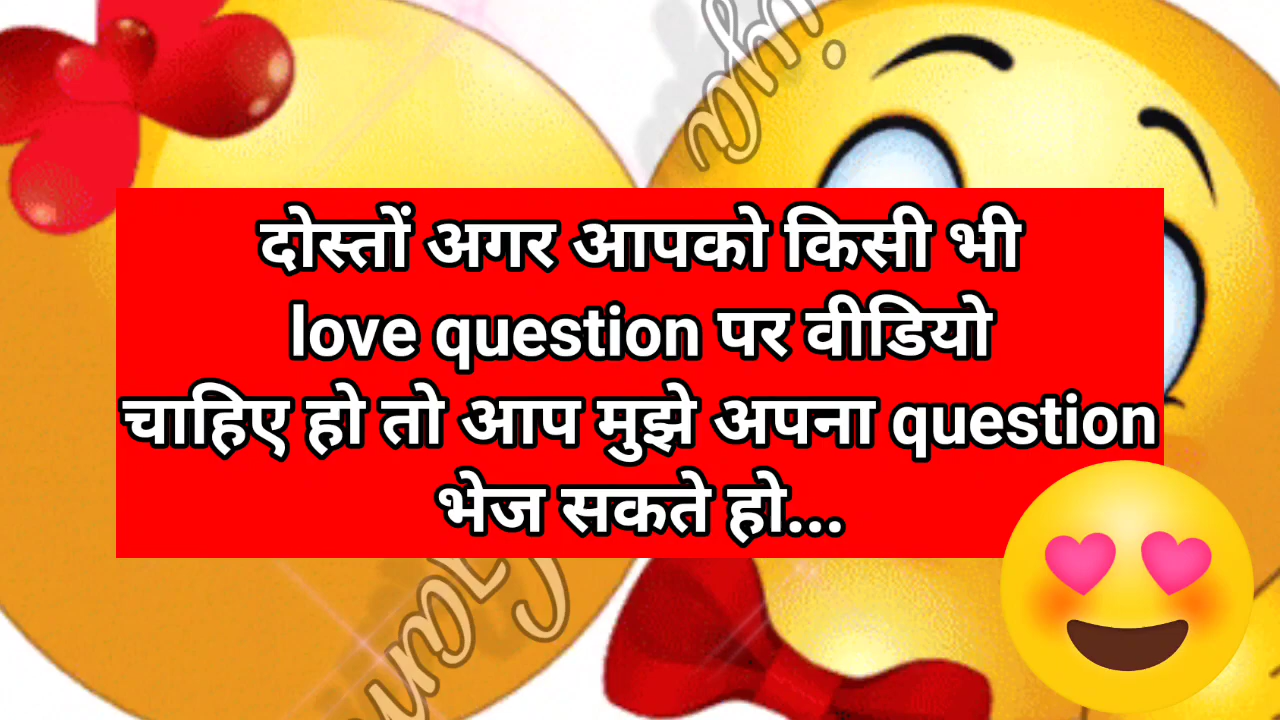 दोस्तों अगर आपको किसी भी
love question पर वीडियो
चाहिए हो तो आप मुझे अपना question
भेज सकते हो...